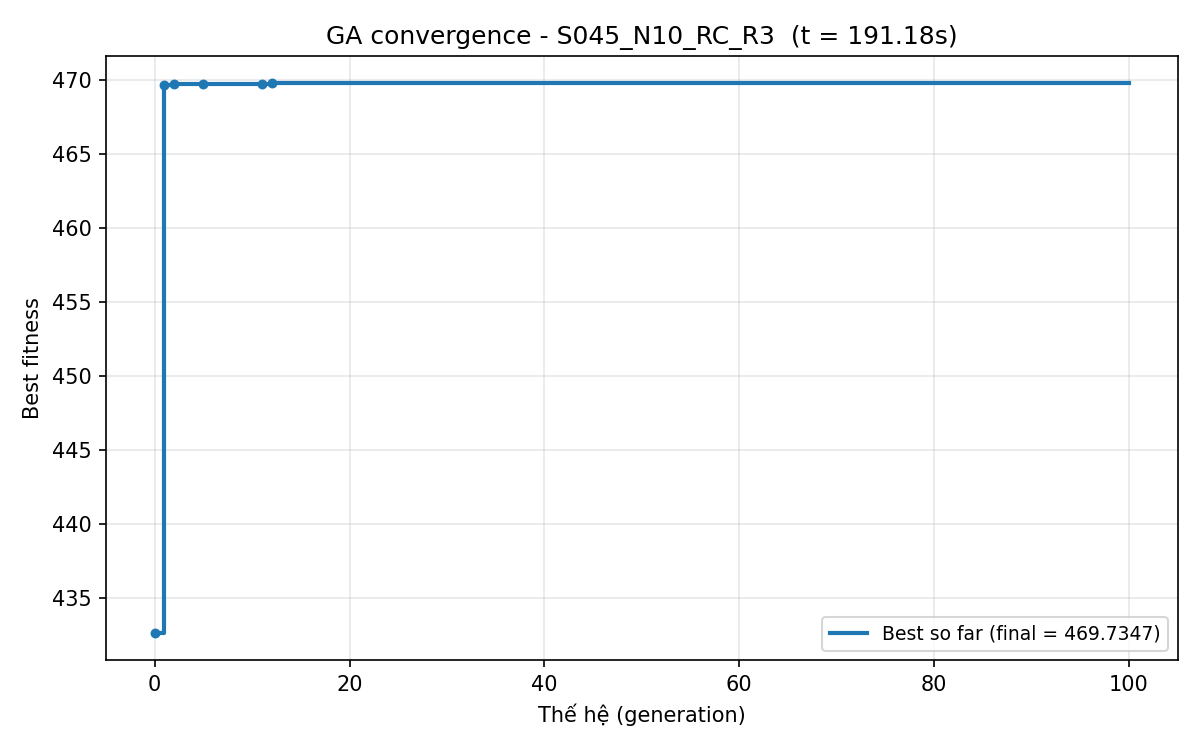 GA convergence - S045_N10_RC_R3  (t = 191.18s)
470
465
460
455
450
445
440
435
Best fitness
Best so far (final = 469.7347)
0 20 40 60 80 100
Thế hệ (generation)